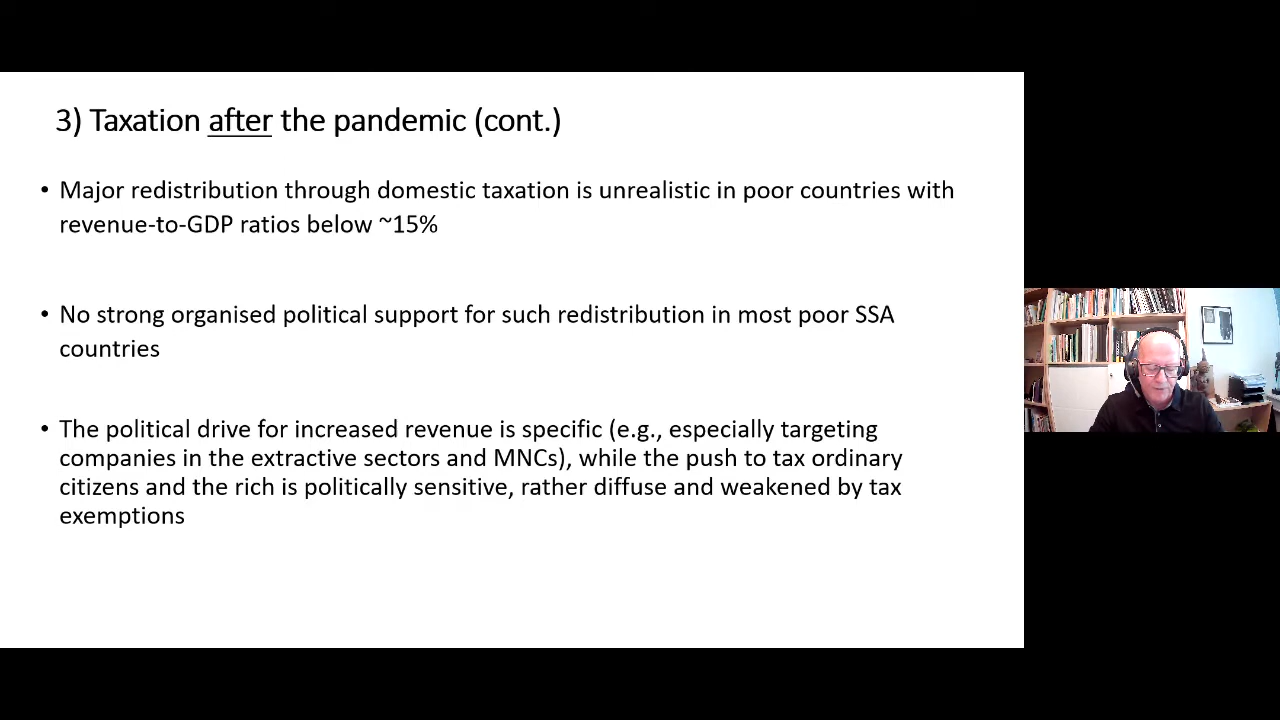 3) Taxation after the pandemic (cont.)
• Major redistribution through domestic taxation is unrealistic in poor countries with
revenue-to-GDP ratios below ~15%
• No strong organised political support for such redistribution in most poor SSA
countries
• The political drive for increased revenue is specific (e.g., especially targeting
companies in the extractive sectors and MNCs), while the push to tax ordinary
citizens and the rich is politically sensitive, rather diffuse and weakened by tax
exemptions